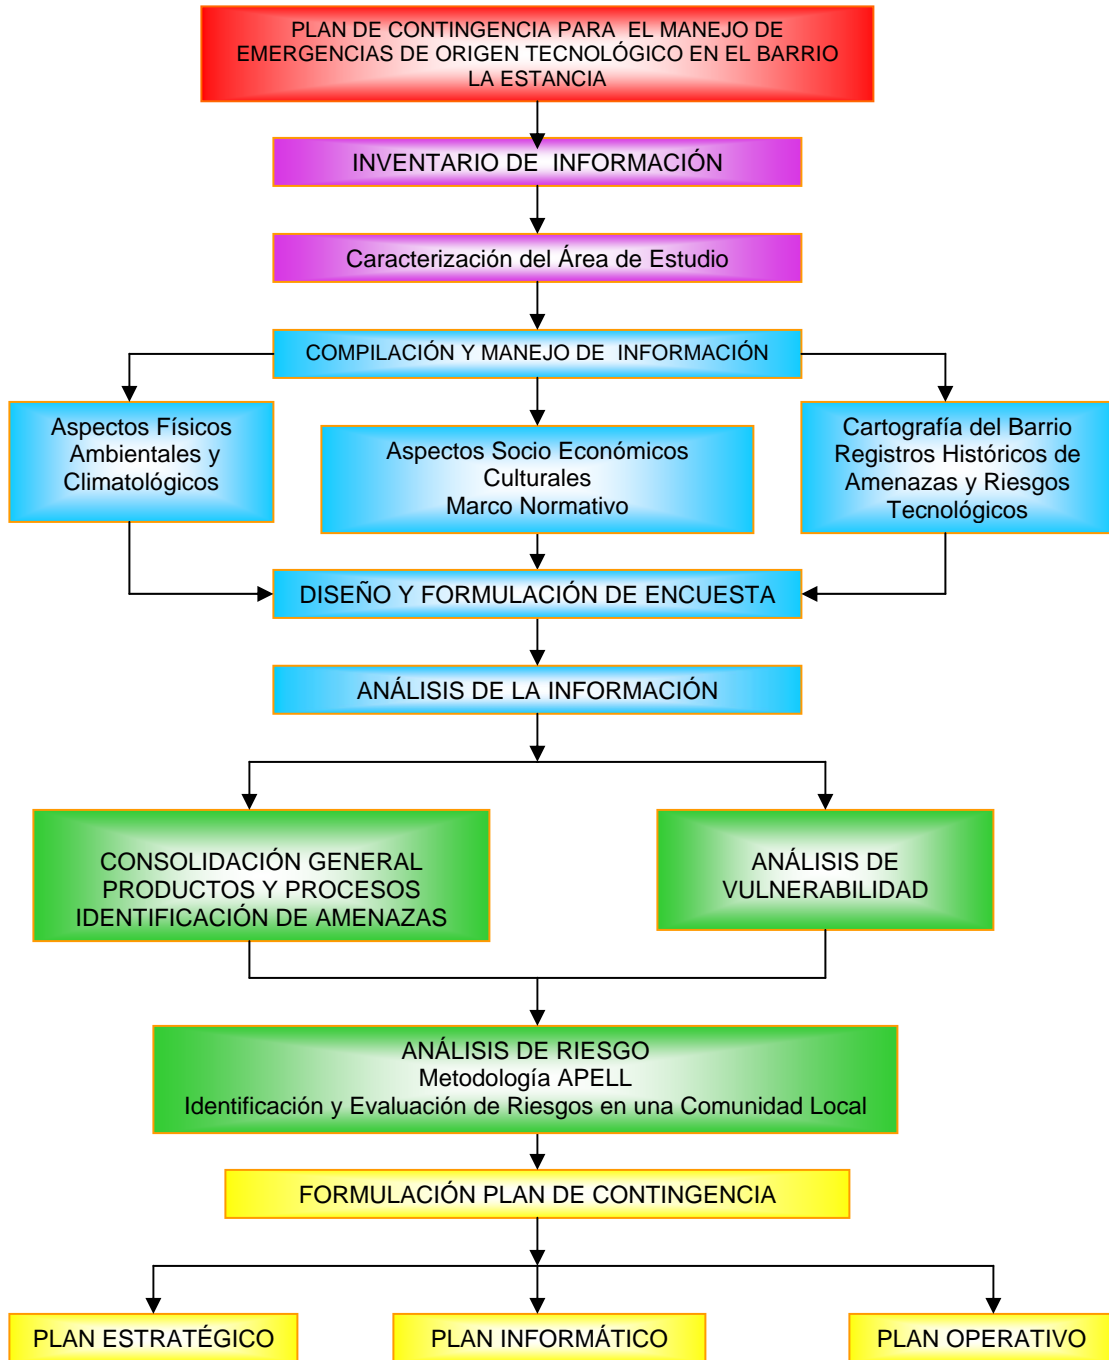 PLAN DE CONTINGENCIA PARA EL MANEJO DE
EMERGENCIAS DE ORIGEN TECNOLÓGICO EN EL BARRIO
LA ESTANCIA
INVENTARIO DE INFORMACIÓN
Caracterización del Área de Estudio
COMPILACIÓN Y MANEJO DE INFORMACIÓN
Aspectos Físicos
Ambientales y
Climatológicos
Aspectos Socio Económicos
Culturales
Marco Normativo
Cartografía del Barrio
Registros Históricos de
Amenazas y Riesgos
Tecnológicos
DISEÑO Y FORMULACIÓN DE ENCUESTA
ANÁLISIS DE LA INFORMACIÓN
CONSOLIDACIÓN GENERAL
PRODUCTOS Y PROCESOS
IDENTIFICACIÓN DE AMENAZAS
ANÁLISIS DE
VULNERABILIDAD
ANÁLISIS DE RIESGO
Metodología APELL
Identificación y Evaluación de Riesgos en una Comunidad Local
FORMULACIÓN PLAN DE CONTINGENCIA
PLAN ESTRATÉGICO
PLAN INFORMÁTICO
PLAN OPERATIVO